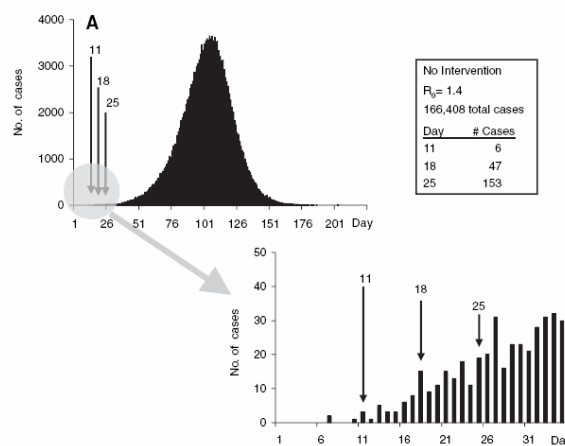 A
4000
3000
2000
1000
0
No. of cases
11
18
25
1 26 51 76 101 126 151 176 201 Day
No Intervention
R0= 1.4
166,408 total cases
Day # Cases
11 6
18 47
25 153
50
40
30
20
10
0
No. of cases
11
18
25
1 6 11 16 21 26 31 Da